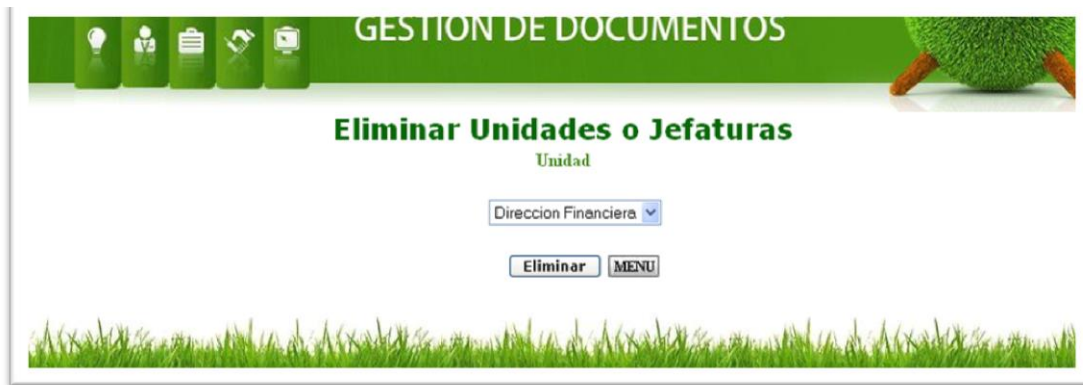 GESTION DE DOCUMENTOS
Eliminar Unidades o Jefaturas
Unidad
Direccion Financiera
Eliminar MENU